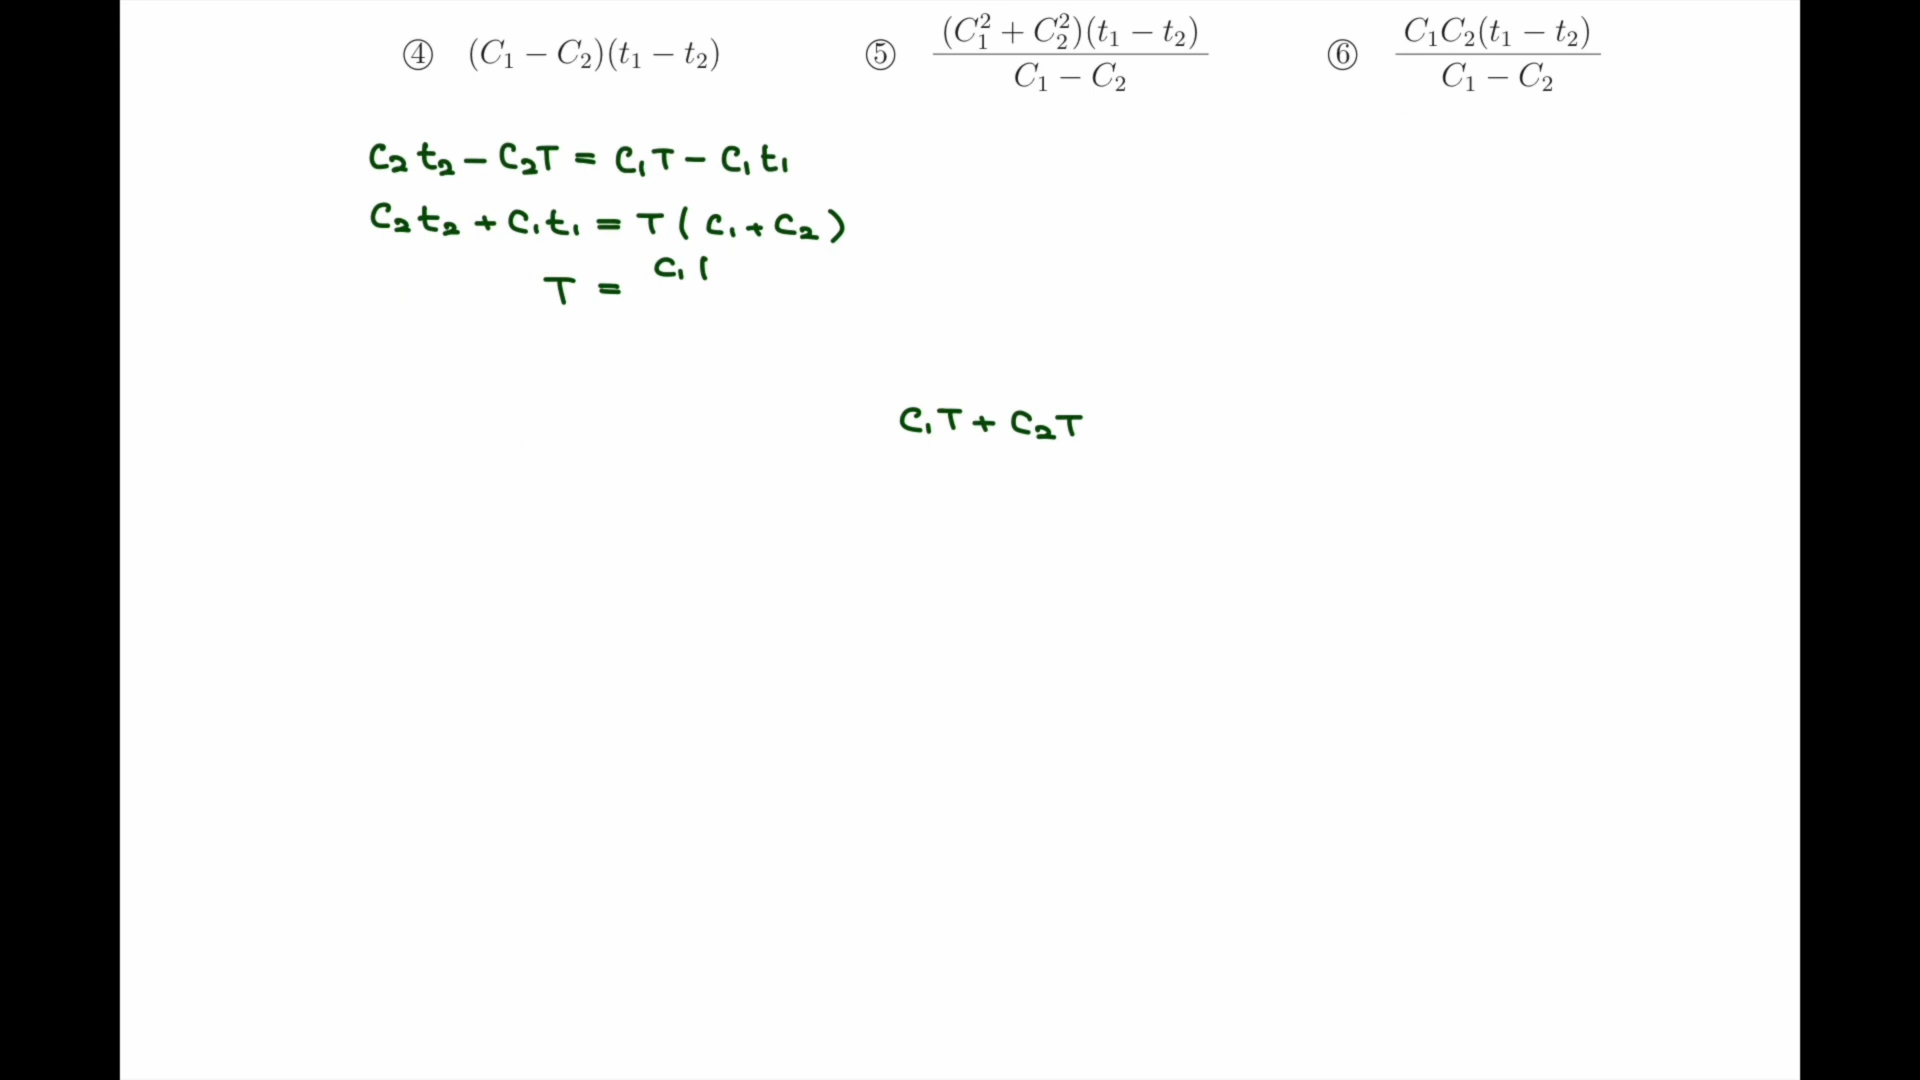 ④ (C₁ − C₂)(t₁ − t₂) ⑤ (C₁² + C₂²)(t₁ − t₂) / (C₁ − C₂) ⑥ C₁C₂(t₁ − t₂) / (C₁ − C₂)
C₂t₂ − C₂T = C₁T − C₁t₁
C₂t₂ + C₁t₁ = T(C₁ + C₂)
T = C₁
C₁T + C₂T